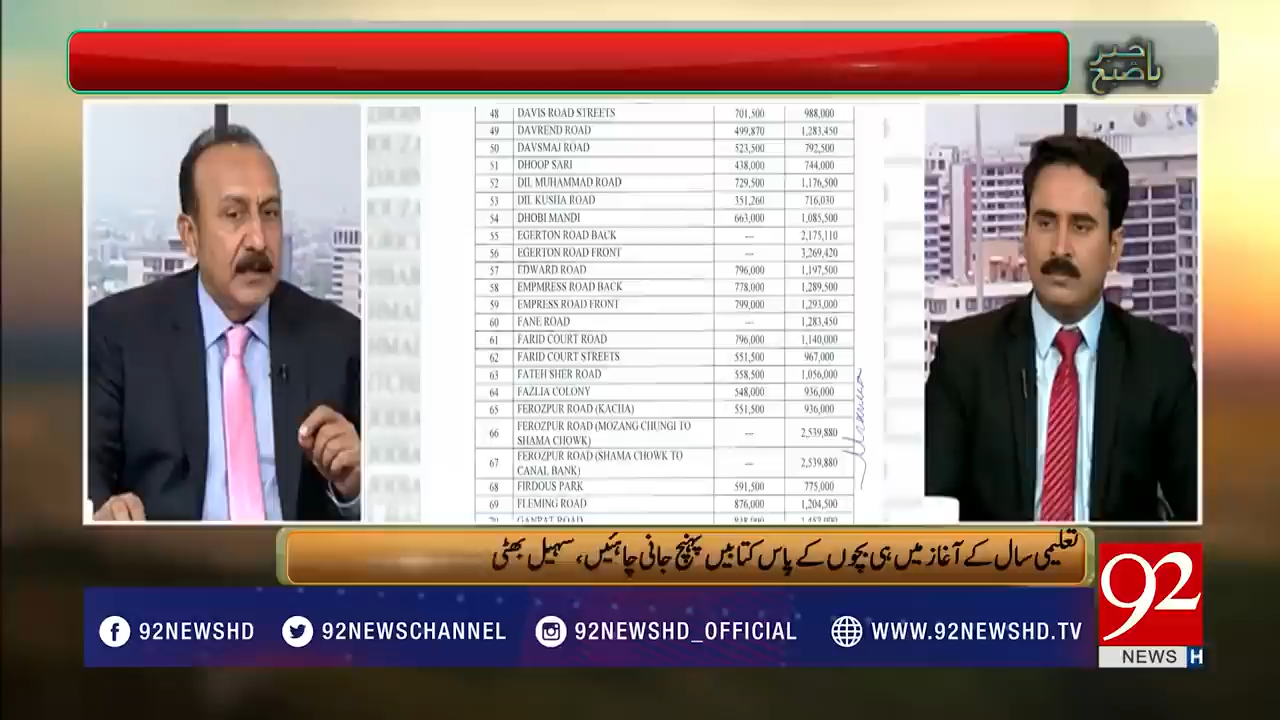 باخبر صبح
48 DAVIS ROAD STREETS 701,500 988,000
49 DAVREND ROAD 499,870 1,283,450
50 DAVSMAJ ROAD 523,500 792,500
51 DHOOP SARI 438,000 744,000
52 DIL MUHAMMAD ROAD 729,500 1,176,500
53 DIL KUSHA ROAD 351,260 716,030
54 DHOBI MANDI 663,000 1,085,500
55 EGERTON ROAD BACK --- 2,175,110
56 EGERTON ROAD FRONT 3,269,420
57 EDWARD ROAD 796,000 1,197,500
58 EMPMRESS ROAD BACK 778,000 1,289,500
59 EMPRESS ROAD FRONT 799,000 1,293,000
60 FANE ROAD --- 1,283,450
61 FARID COURT ROAD 796,000 1,140,000
62 FARID COURT STREETS 551,500 967,000
63 FATEH SHER ROAD 558,500 1,056,000
64 FAZLIA COLONY 548,000 936,000
65 FEROZPUR ROAD (KACHA) 551,500 936,000
66 FEROZPUR ROAD (MOZANG CHUNGI TO
SHAMA CHOWK) --- 2,539,880
67 FEROZPUR ROAD (SHAMA CHOWK TO
CANAL BANK) --- 2,539,880
68 FIRDOUS PARK 591,500 775,000
69 FLEMING ROAD 876,000 1,204,500
70 GANPAT ROAD
تعلیمی سال کے آغاز میں ہی بچوں کے پاس کتابیں پہنچ جانی چاہئیں، سہیل بھٹی
92NEWSHD 92NEWSCHANNEL 92NEWSHD_OFFICIAL WWW.92NEWSHD.TV
92
NEWS H